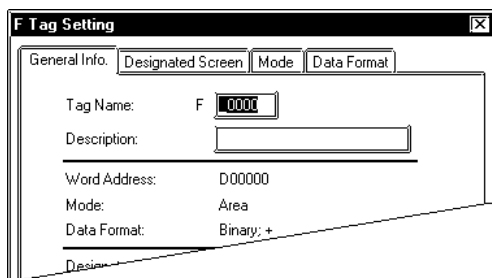 F Tag Setting
General Info. Designated Screen Mode Data Format
Tag Name: F 0000
Description:
Word Address: D00000
Mode: Area
Data Format: Binary; +